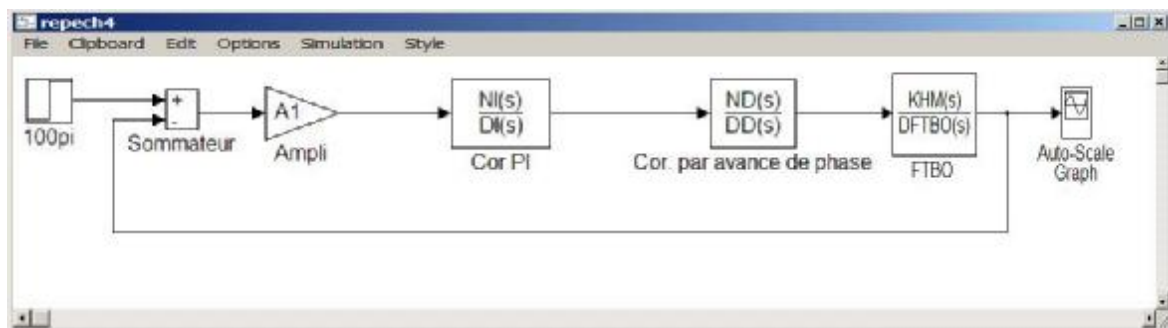 repech4
File Clipboard Edit Options Simulation Style
100pi
+
-
Sommateur
A1
Ampli
NI(s)
DI(s)
Cor PI
ND(s)
DD(s)
Cor. par avance de phase
KHM(s)
DFTBO(s)
FTBO
Auto-Scale
Graph